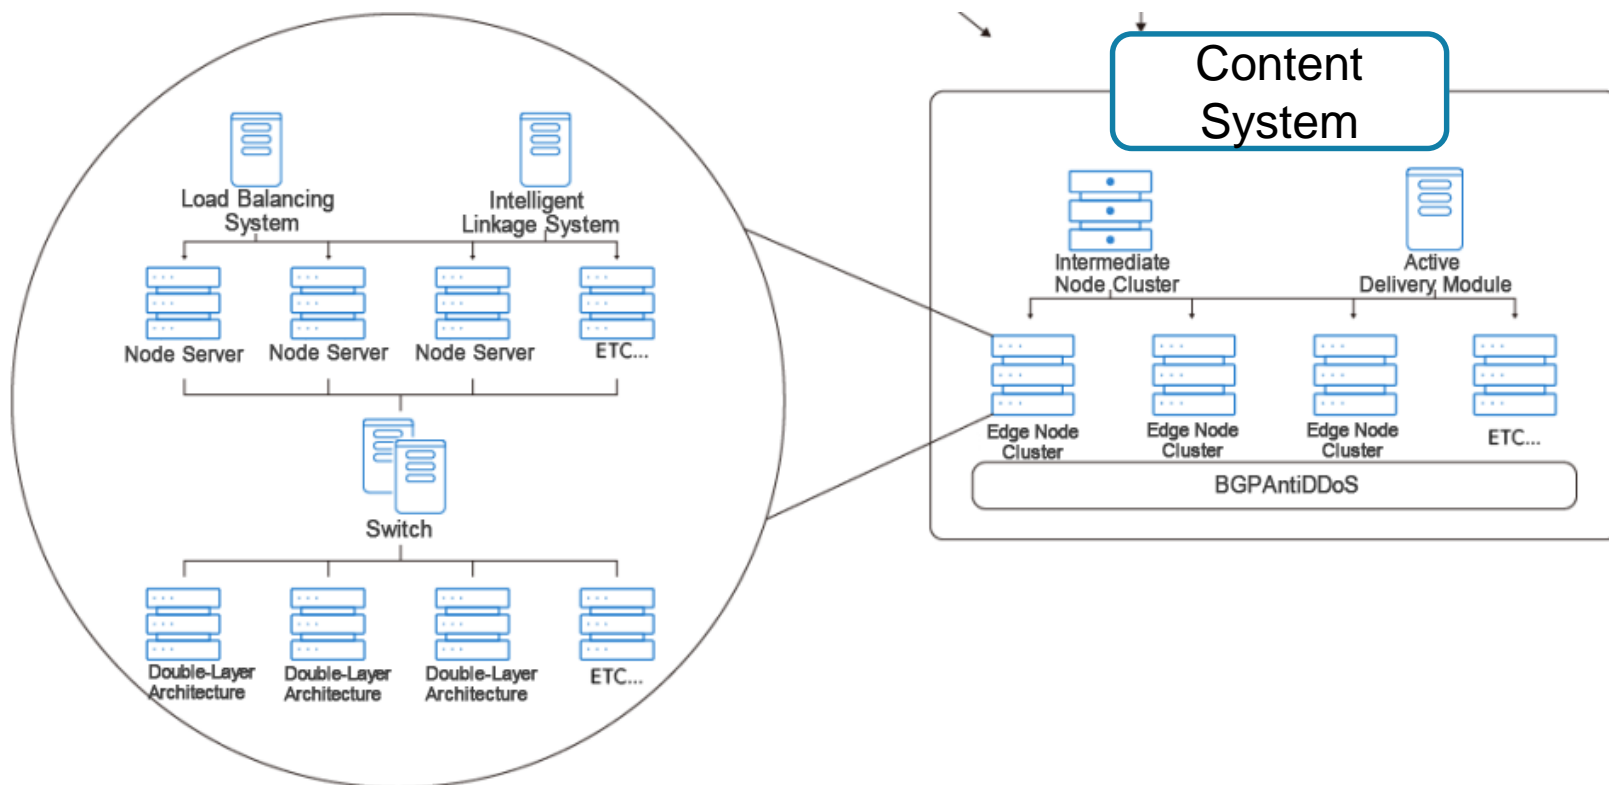 Content
System
Load Balancing
System
Intelligent
Linkage System
Node Server
Node Server
Node Server
ETC...
Switch
Double-Layer
Architecture
Double-Layer
Architecture
Double-Layer
Architecture
ETC...
Intermediate
Node Cluster
Active
Delivery Module
Edge Node
Cluster
Edge Node
Cluster
Edge Node
Cluster
ETC...
BGPAntiDDoS